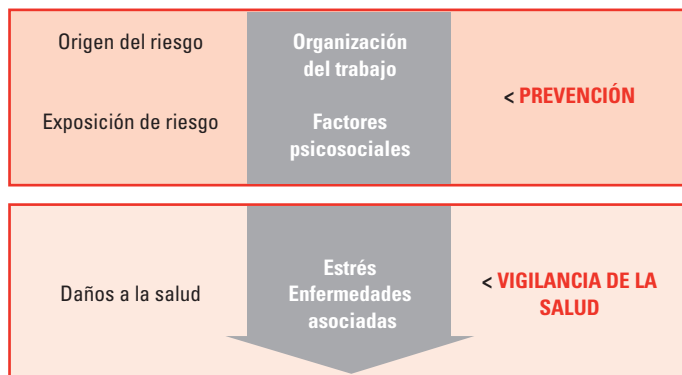 Origen del riesgo
Organización
del trabajo
< PREVENCIÓN
Exposición de riesgo
Factores
psicosociales
Daños a la salud
Estrés
Enfermedades
asociadas
< VIGILANCIA DE LA
SALUD